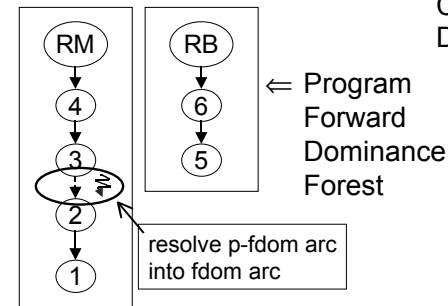 C
D
RM
RB
4
6
3
5
2
1
⇐ Program
Forward
Dominance
Forest
resolve p-fdom arc
into fdom arc